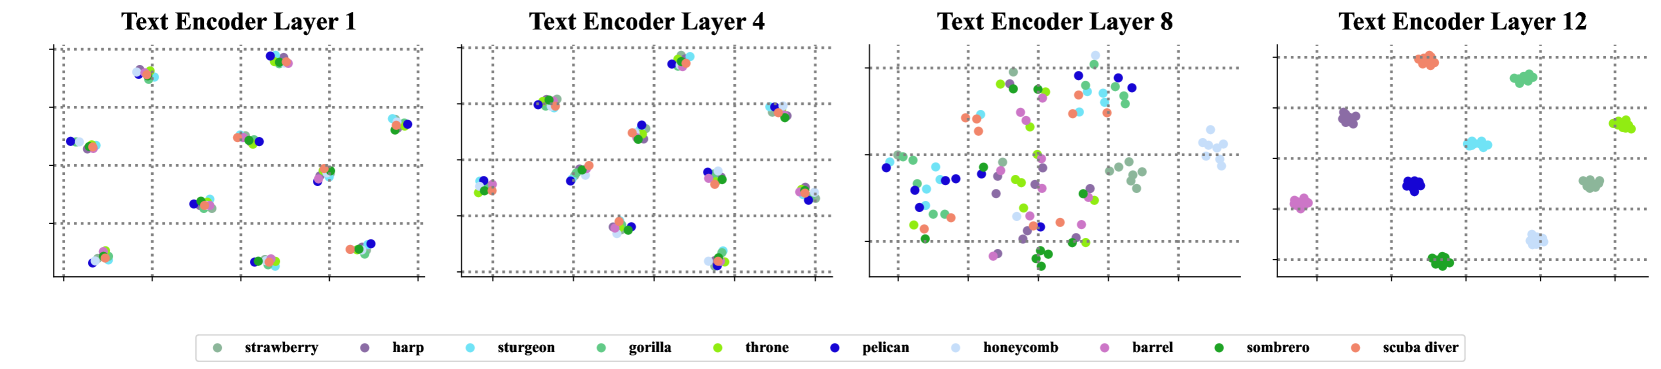 Text Encoder Layer 1 Text Encoder Layer 4 Text Encoder Layer 8 Text Encoder Layer 12
strawberry harp sturgeon gorilla throne pelican honeycomb barrel sombrero scuba diver